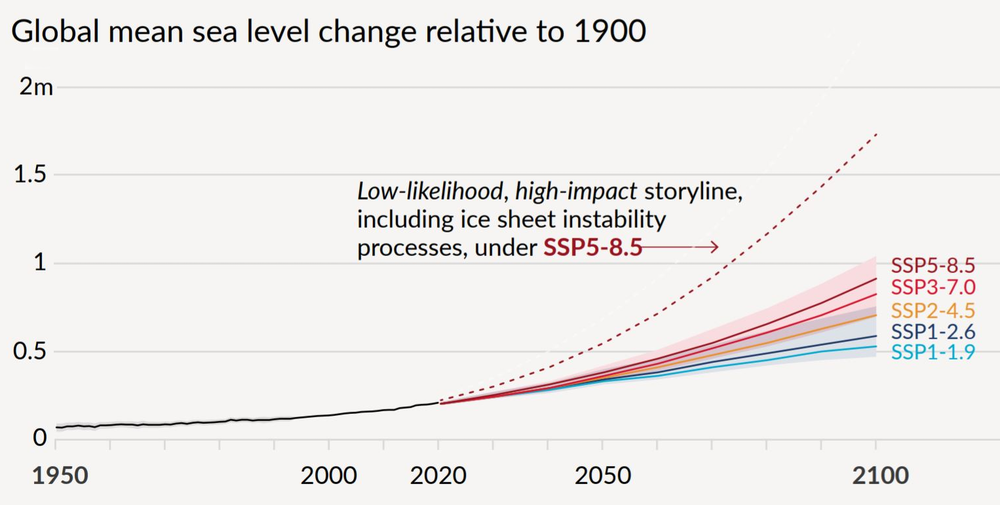 Global mean sea level change relative to 1900
2m
1.5
Low-likelihood, high-impact storyline,
including ice sheet instability
processes, under SSP5-8.5
1
SSP5-8.5
SSP3-7.0
SSP2-4.5
SSP1-2.6
0.5
SSP1-1.9
0
1950
2000
2020
2050
2100